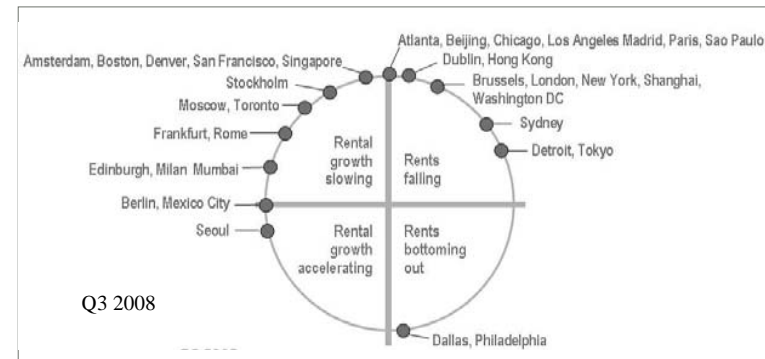 Atlanta, Beijing, Chicago, Los Angeles Madrid, Paris, Sao Paulo
Amsterdam, Boston, Denver, San Francisco, Singapore
Dublin, Hong Kong
Stockholm
Brussels, London, New York, Shanghai,
Washington DC
Moscow, Toronto
Sydney
Frankfurt, Rome
Detroit, Tokyo
Rental
growth
slowing
Rents
falling
Edinburgh, Milan Mumbai
Berlin, Mexico City
Seoul
Rental
growth
accelerating
Rents
bottoming
out
Q3 2008
Dallas, Philadelphia